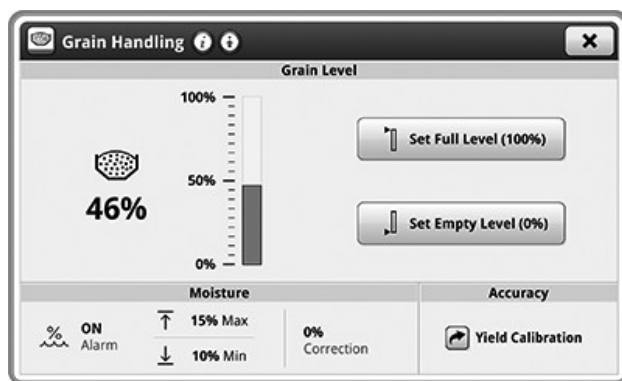 Grain Handling
Grain Level
100%
50%
0%
46%
Set Full Level (100%)
Set Empty Level (0%)
Moisture
Accuracy
%
ON
Alarm
15% Max
10% Min
0%
Correction
Yield Calibration